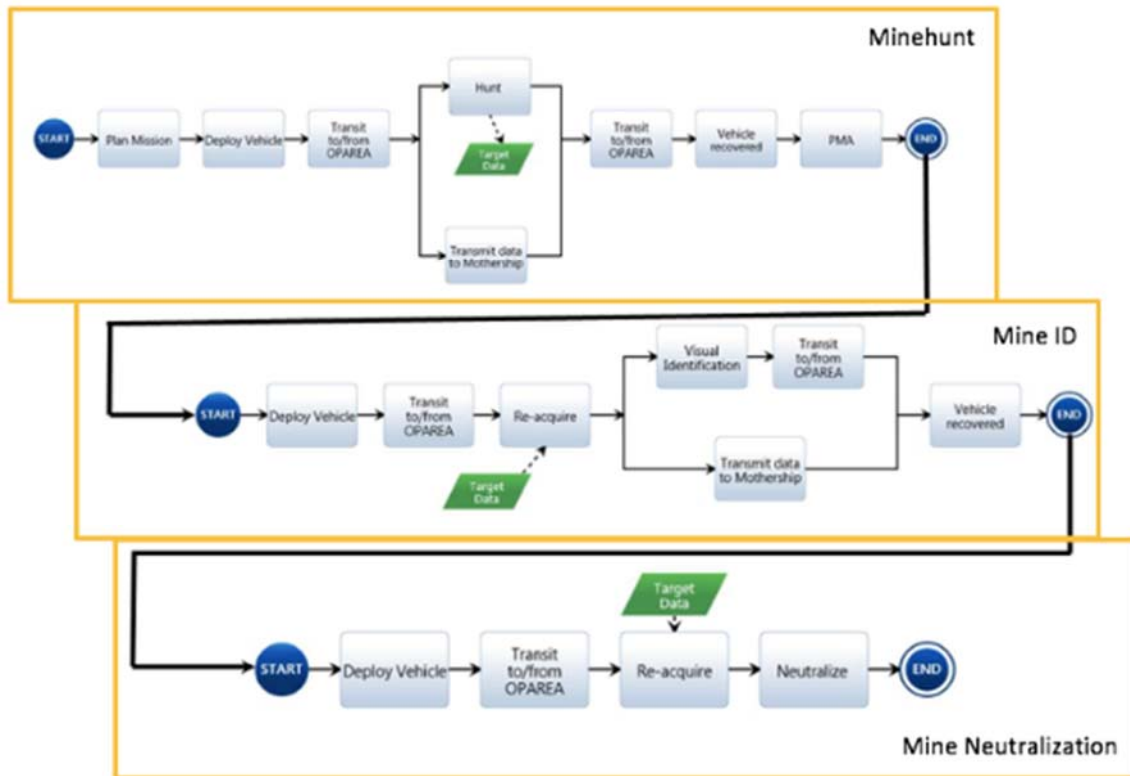 Minehunt
Hunt
START
Plan Mission
Deploy Vehicle
Transit
to/from
OPAREA
Target
Data
Transit
to/from
OPAREA
Vehicle
recovered
PMA
END
Transmit data
to Mothership
Mine ID
Visual
Identification
Transit
to/from
OPAREA
START
Deploy Vehicle
Transit
to/from
OPAREA
Re-acquire
Vehicle
recovered
END
Target
Data
Transmit data
to Mothership
Target
Data
START
Deploy Vehicle
Transit
to/from
OPAREA
Re-acquire
Neutralize
END
Mine Neutralization